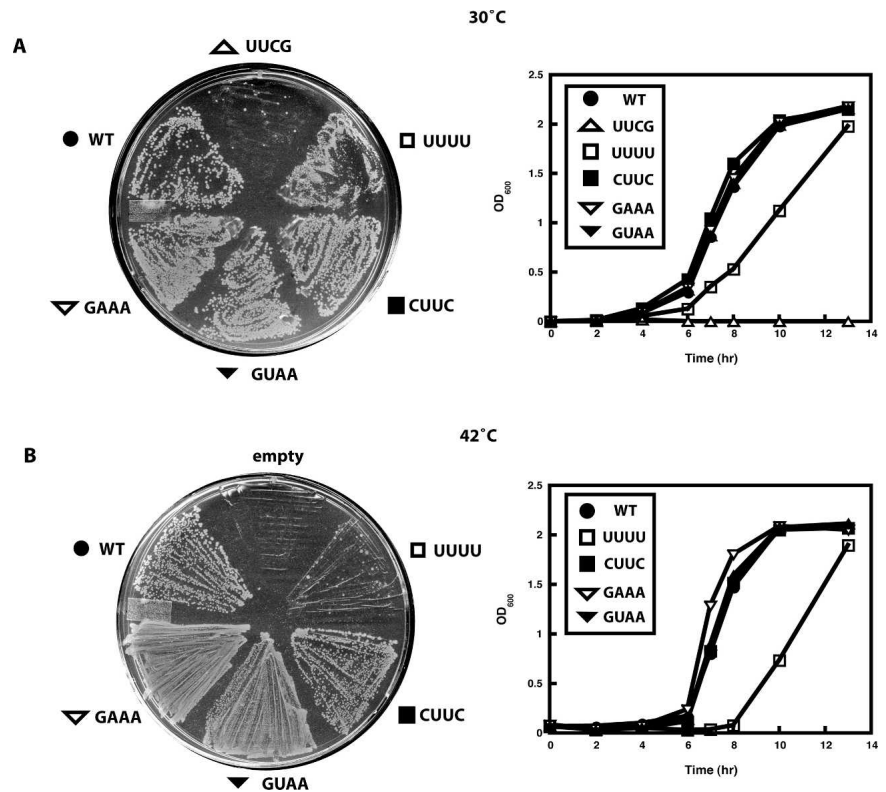 30˚C
A
UUCG
WT
UUUU
GAAA
CUUC
GUAA
2.5
2
1.5
1
0.5
0
OD600
WT
UUCG
UUUU
CUUC
GAAA
GUAA
0 2 4 6 8 10 12 14
Time (hr)
42˚C
B
empty
WT
UUUU
GAAA
CUUC
GUAA
2.5
2
1.5
1
0.5
0
OD600
WT
UUUU
CUUC
GAAA
GUAA
0 2 4 6 8 10 12 14
Time (hr)